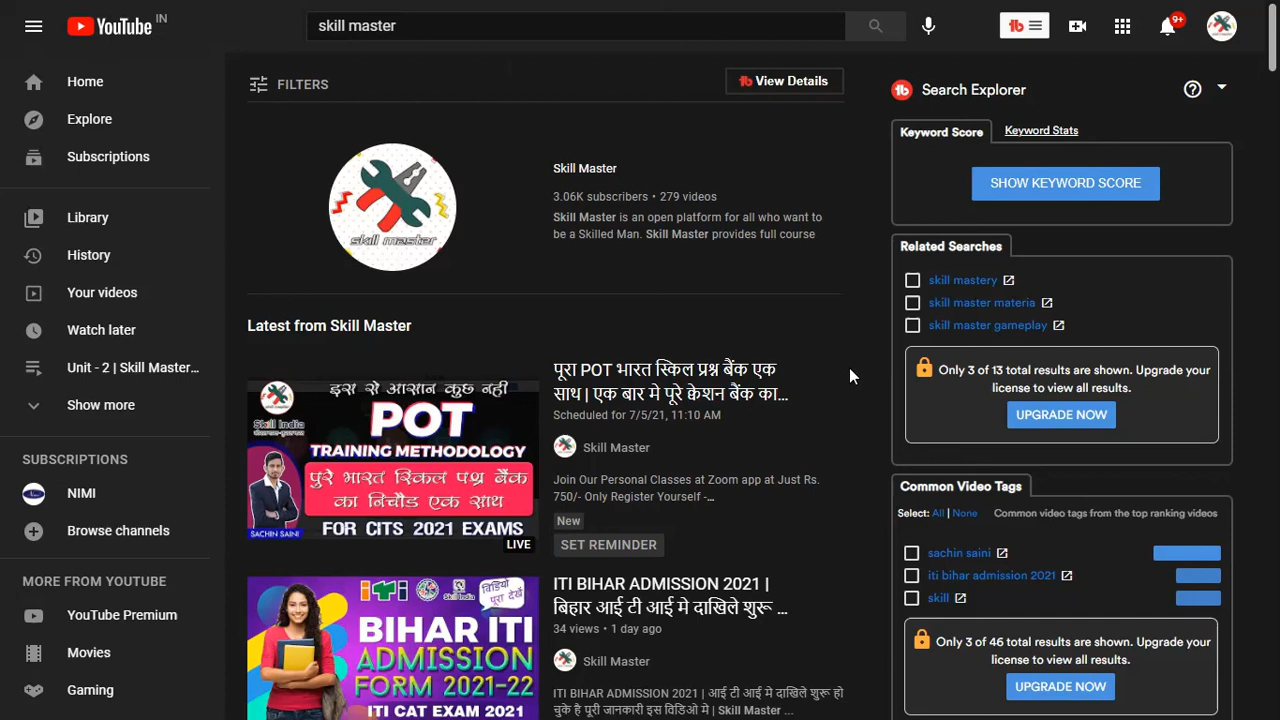 YouTube IN
skill master
9+
Home
Explore
Subscriptions
Library
History
Your videos
Watch later
Unit - 2 | Skill Master...
Show more
SUBSCRIPTIONS
NIMI
Browse channels
MORE FROM YOUTUBE
YouTube Premium
Movies
Gaming
FILTERS
View Details
skill master
Skill Master
3.06K subscribers • 279 videos
Skill Master is an open platform for all who want to
be a Skilled Man. Skill Master provides full course
Latest from Skill Master
इस से आसान कुछ नहीं
Skill India
POT
TRAINING METHODOLOGY
पुरे भारत स्किल प्रश्न बैंक
का निचौड़ एक साथ
FOR CITS 2021 EXAMS
SACHIN SAINI
LIVE
पूरा POT भारत स्किल प्रश्न बैंक एक
साथ | एक बार मे पूरे क्वेशन बैंक का...
Scheduled for 7/5/21, 11:10 AM
Skill Master
Join Our Personal Classes at Zoom app at Just Rs.
750/- Only Register Yourself -...
New
SET REMINDER
iTi
Skill India
विडियो
पूरा देखें
BIHAR ITI
ADMISSION
FORM 2021-22
ITI CAT EXAM 2021
ITI BIHAR ADMISSION 2021 |
बिहार आई टी आई मे दाखिले शुरू ...
34 views • 1 day ago
Skill Master
ITI BIHAR ADMISSION 2021 | आई टी आई मे दाखिले शुरू हो
चुके है पूरी जानकारी इस विडिओ मे | Skill Master ...
Search Explorer
Keyword Score
Keyword Stats
SHOW KEYWORD SCORE
Related Searches
skill mastery
skill master materia
skill master gameplay
Only 3 of 13 total results are shown. Upgrade your
license to view all results.
UPGRADE NOW
Common Video Tags
Select: All | None Common video tags from the top ranking videos
sachin saini
iti bihar admission 2021
skill
Only 3 of 46 total results are shown. Upgrade your
license to view all results.
UPGRADE NOW